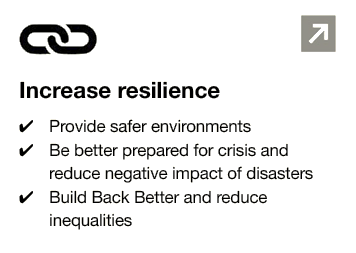 Increase resilience
✔ Provide safer environments
✔ Be better prepared for crisis and
reduce negative impact of disasters
✔ Build Back Better and reduce
inequalities